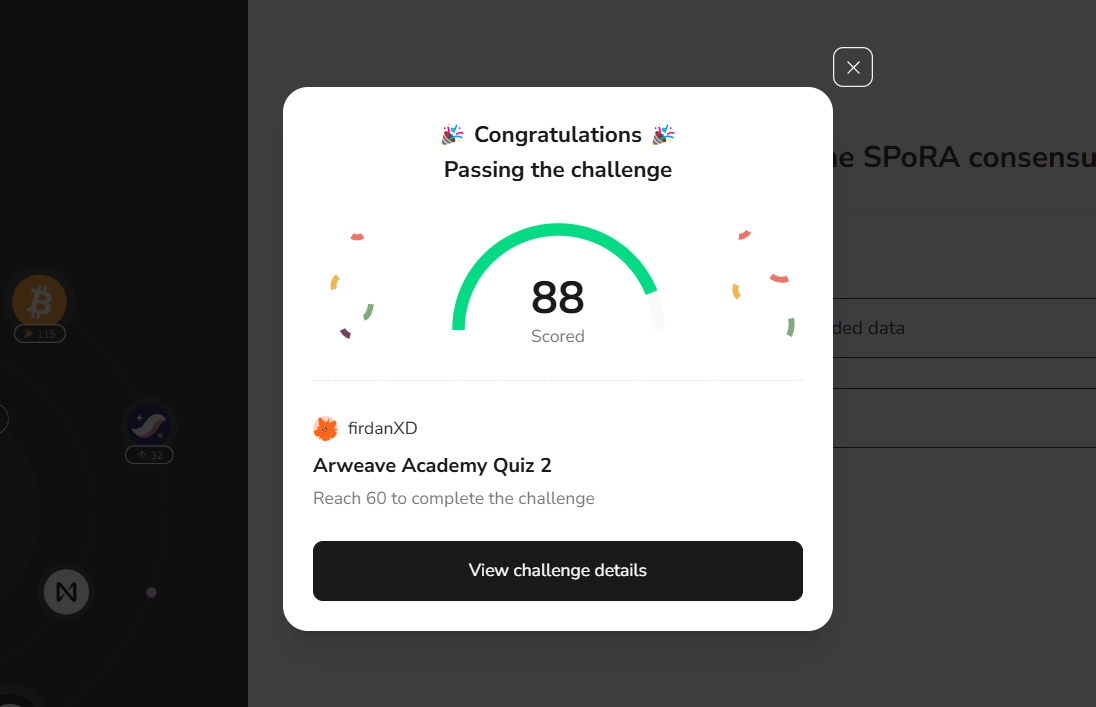 Congratulations
Passing the challenge
he SPoRA consensu
88
Scored
115
ded data
firdanXD
32
Arweave Academy Quiz 2
Reach 60 to complete the challenge
View challenge details